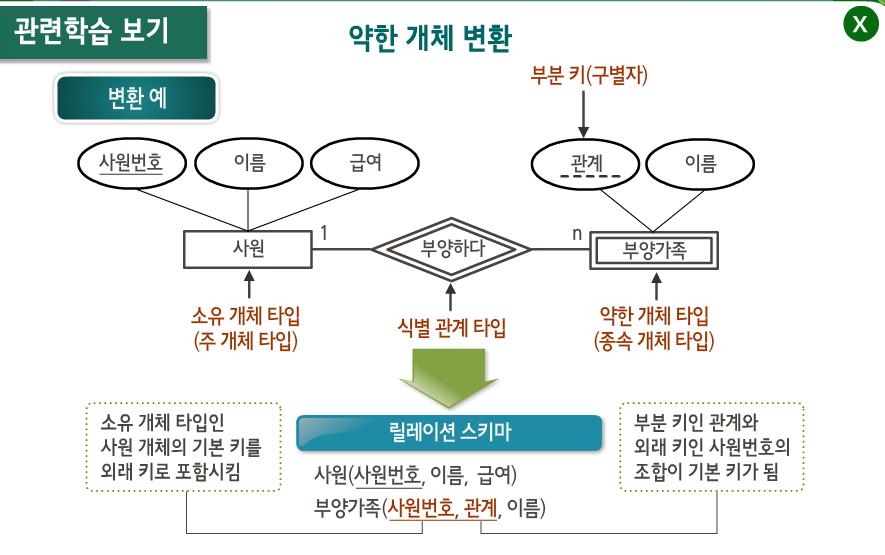 관련학습 보기
약한 개체 변환
X
변환 예
부분 키(구별자)
사원번호
이름
급여
관계
이름
사원
1
부양하다
n
부양가족
소유 개체 타입
(주 개체 타입)
식별 관계 타입
약한 개체 타입
(종속 개체 타입)
소유 개체 타입인
사원 개체의 기본 키를
외래 키로 포함시킴
릴레이션 스키마
사원(사원번호, 이름, 급여)
부양가족(사원번호, 관계, 이름)
부분 키인 관계와
외래 키인 사원번호의
조합이 기본 키가 됨